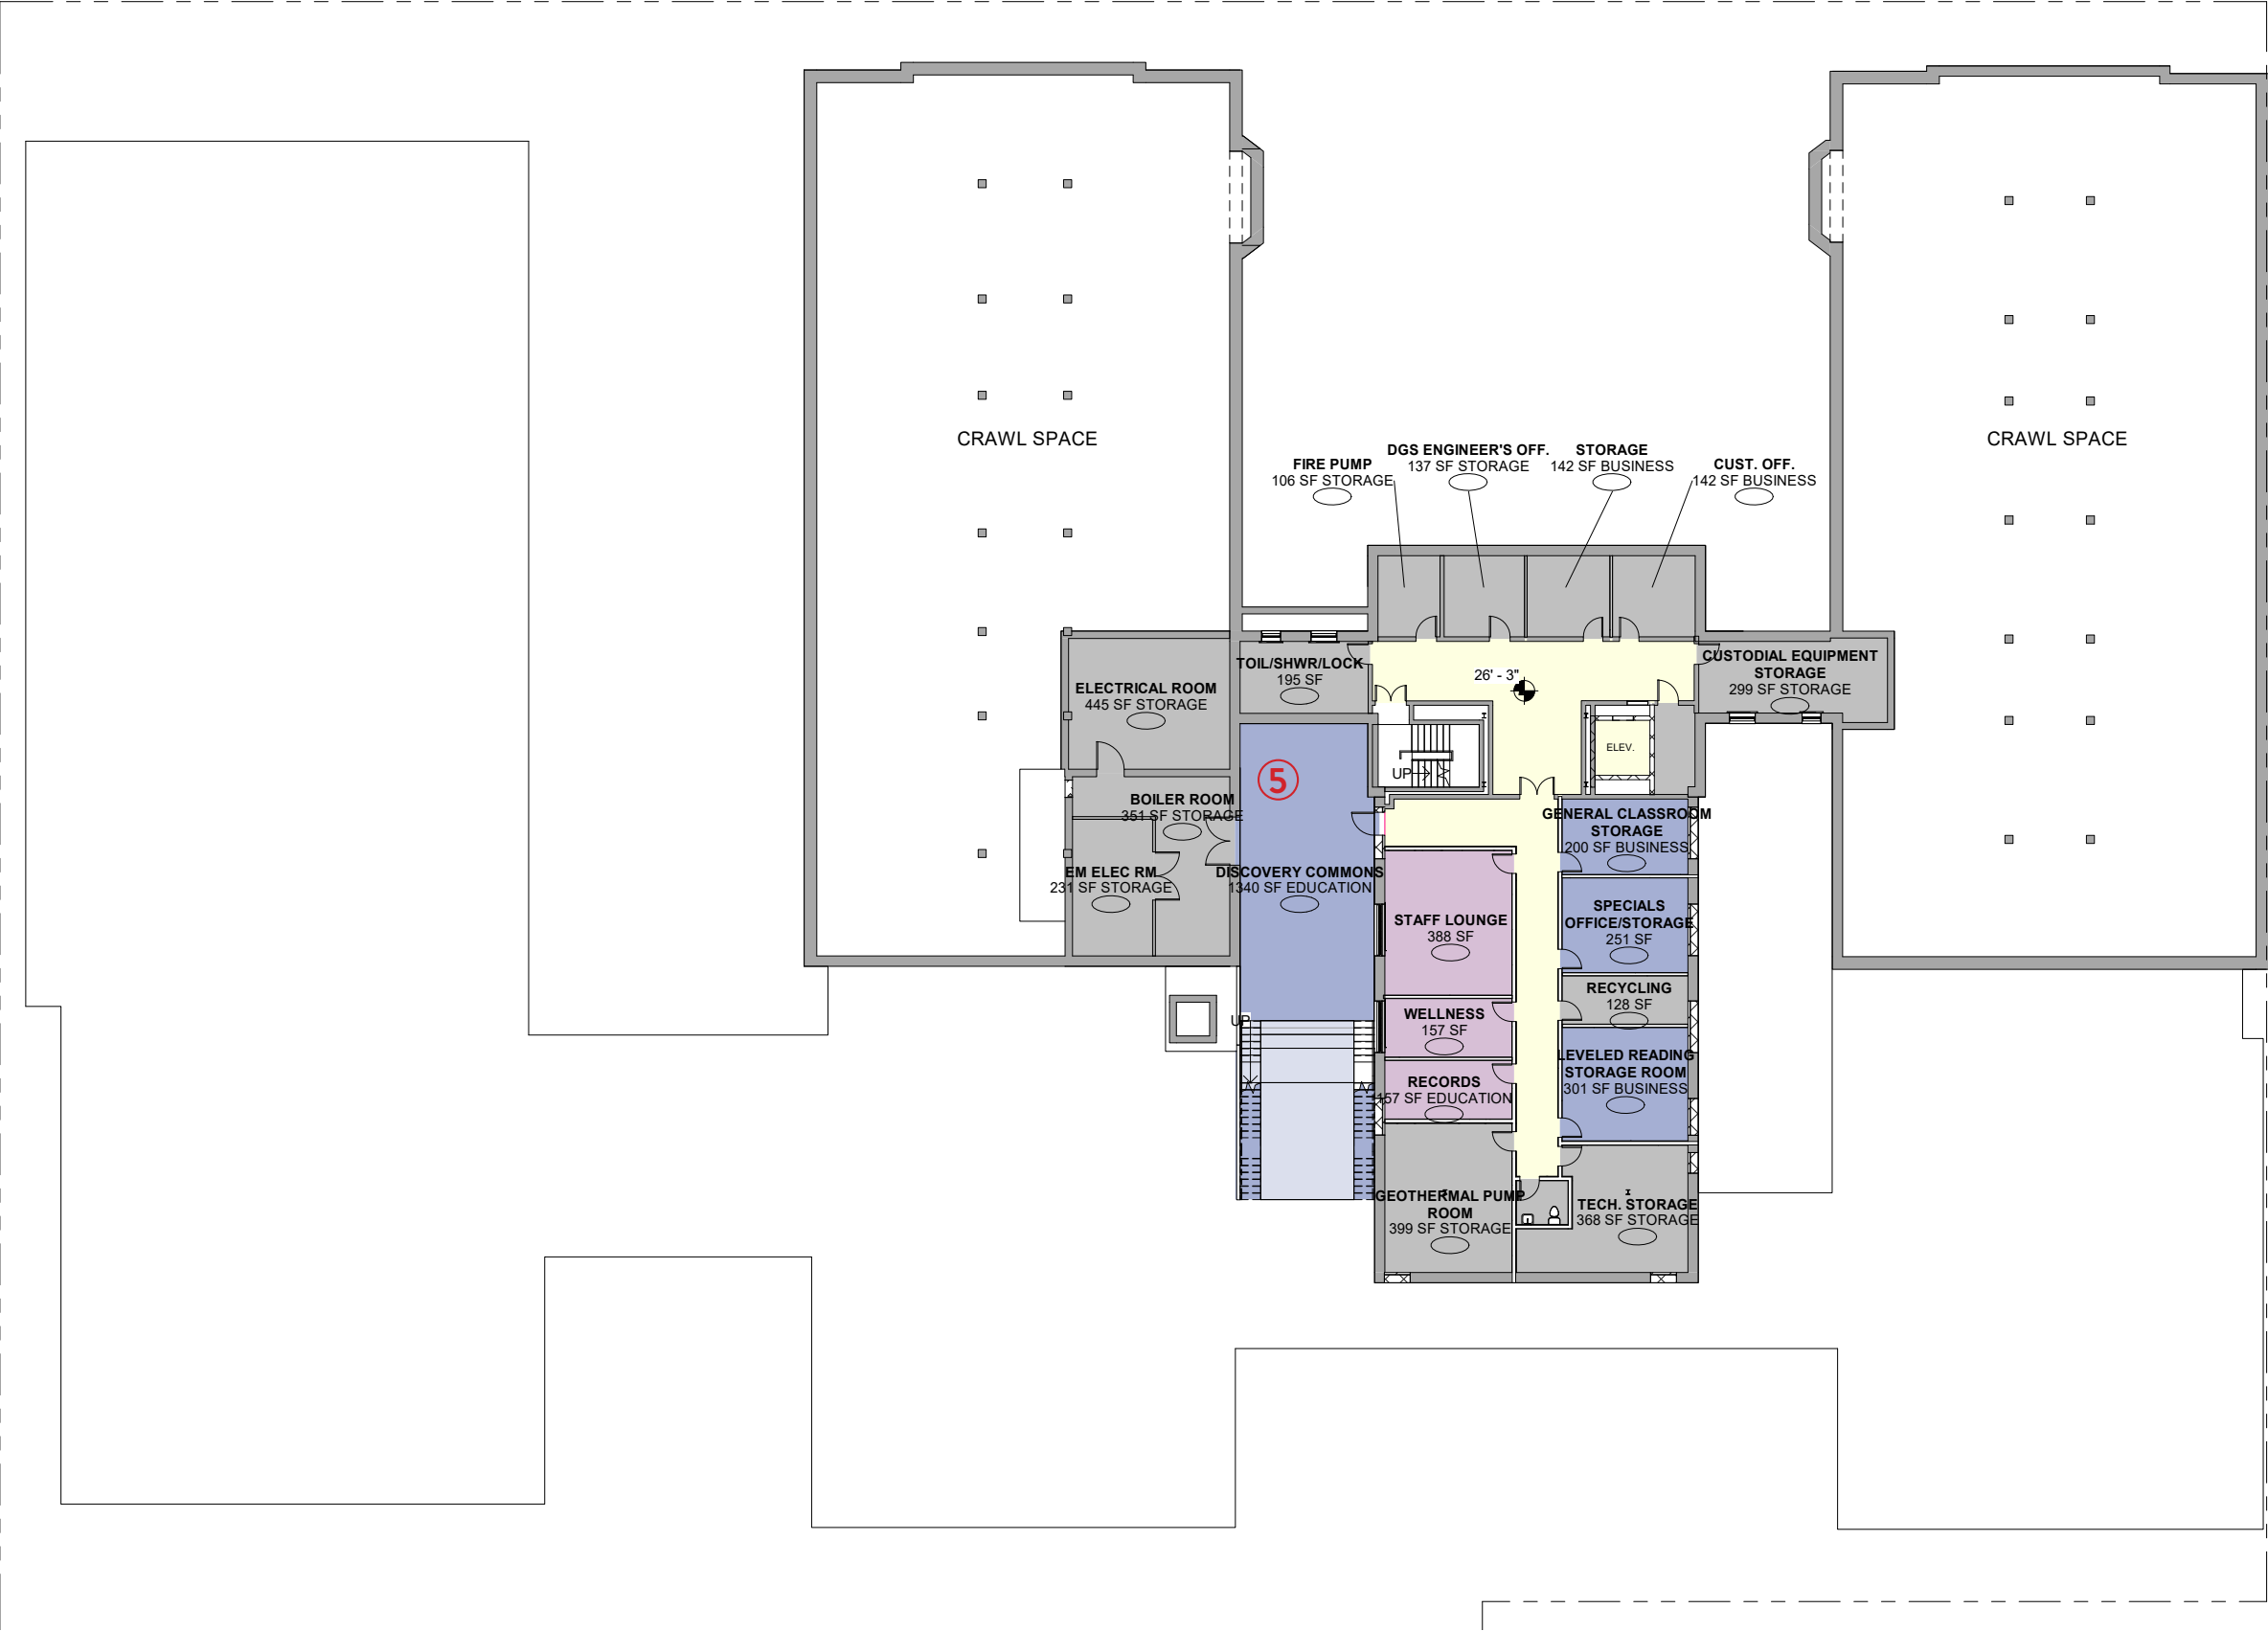 CRAWL SPACE
CRAWL SPACE
FIRE PUMP
106 SF STORAGE
DGS ENGINEER'S OFF.
137 SF STORAGE
STORAGE
142 SF BUSINESS
CUST. OFF.
142 SF BUSINESS
TOIL/SHWR/LOCK
195 SF
26' - 3"
CUSTODIAL EQUIPMENT
STORAGE
299 SF STORAGE
ELECTRICAL ROOM
445 SF STORAGE
ELEV.
UP
5
BOILER ROOM
351 SF STORAGE
GENERAL CLASSROOM
STORAGE
200 SF BUSINESS
EM ELEC RM
231 SF STORAGE
DISCOVERY COMMONS
1340 SF EDUCATION
STAFF LOUNGE
388 SF
SPECIALS
OFFICE/STORAGE
251 SF
RECYCLING
128 SF
UP
WELLNESS
157 SF
LEVELED READING
STORAGE ROOM
301 SF BUSINESS
RECORDS
157 SF EDUCATION
GEOTHERMAL PUMP
ROOM
399 SF STORAGE
TECH. STORAGE
368 SF STORAGE